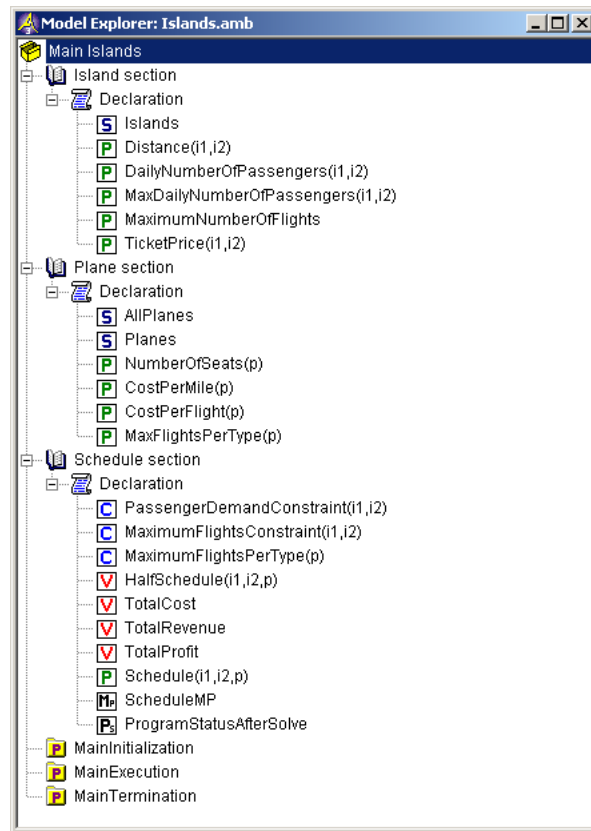 Model Explorer: Islands.amb
Main Islands
Island section
Declaration
S Islands
P Distance(i1,i2)
P DailyNumberOfPassengers(i1,i2)
P MaxDailyNumberOfPassengers(i1,i2)
P MaximumNumberOfFlights
P TicketPrice(i1,i2)
Plane section
Declaration
S AllPlanes
S Planes
P NumberOfSeats(p)
P CostPerMile(p)
P CostPerFlight(p)
P MaxFlightsPerType(p)
Schedule section
Declaration
C PassengerDemandConstraint(i1,i2)
C MaximumFlightsConstraint(i1,i2)
C MaximumFlightsPerType(p)
V HalfSchedule(i1,i2,p)
V TotalCost
V TotalRevenue
V TotalProfit
P Schedule(i1,i2,p)
MP ScheduleMP
PS ProgramStatusAfterSolve
P MainInitialization
P MainExecution
P MainTermination